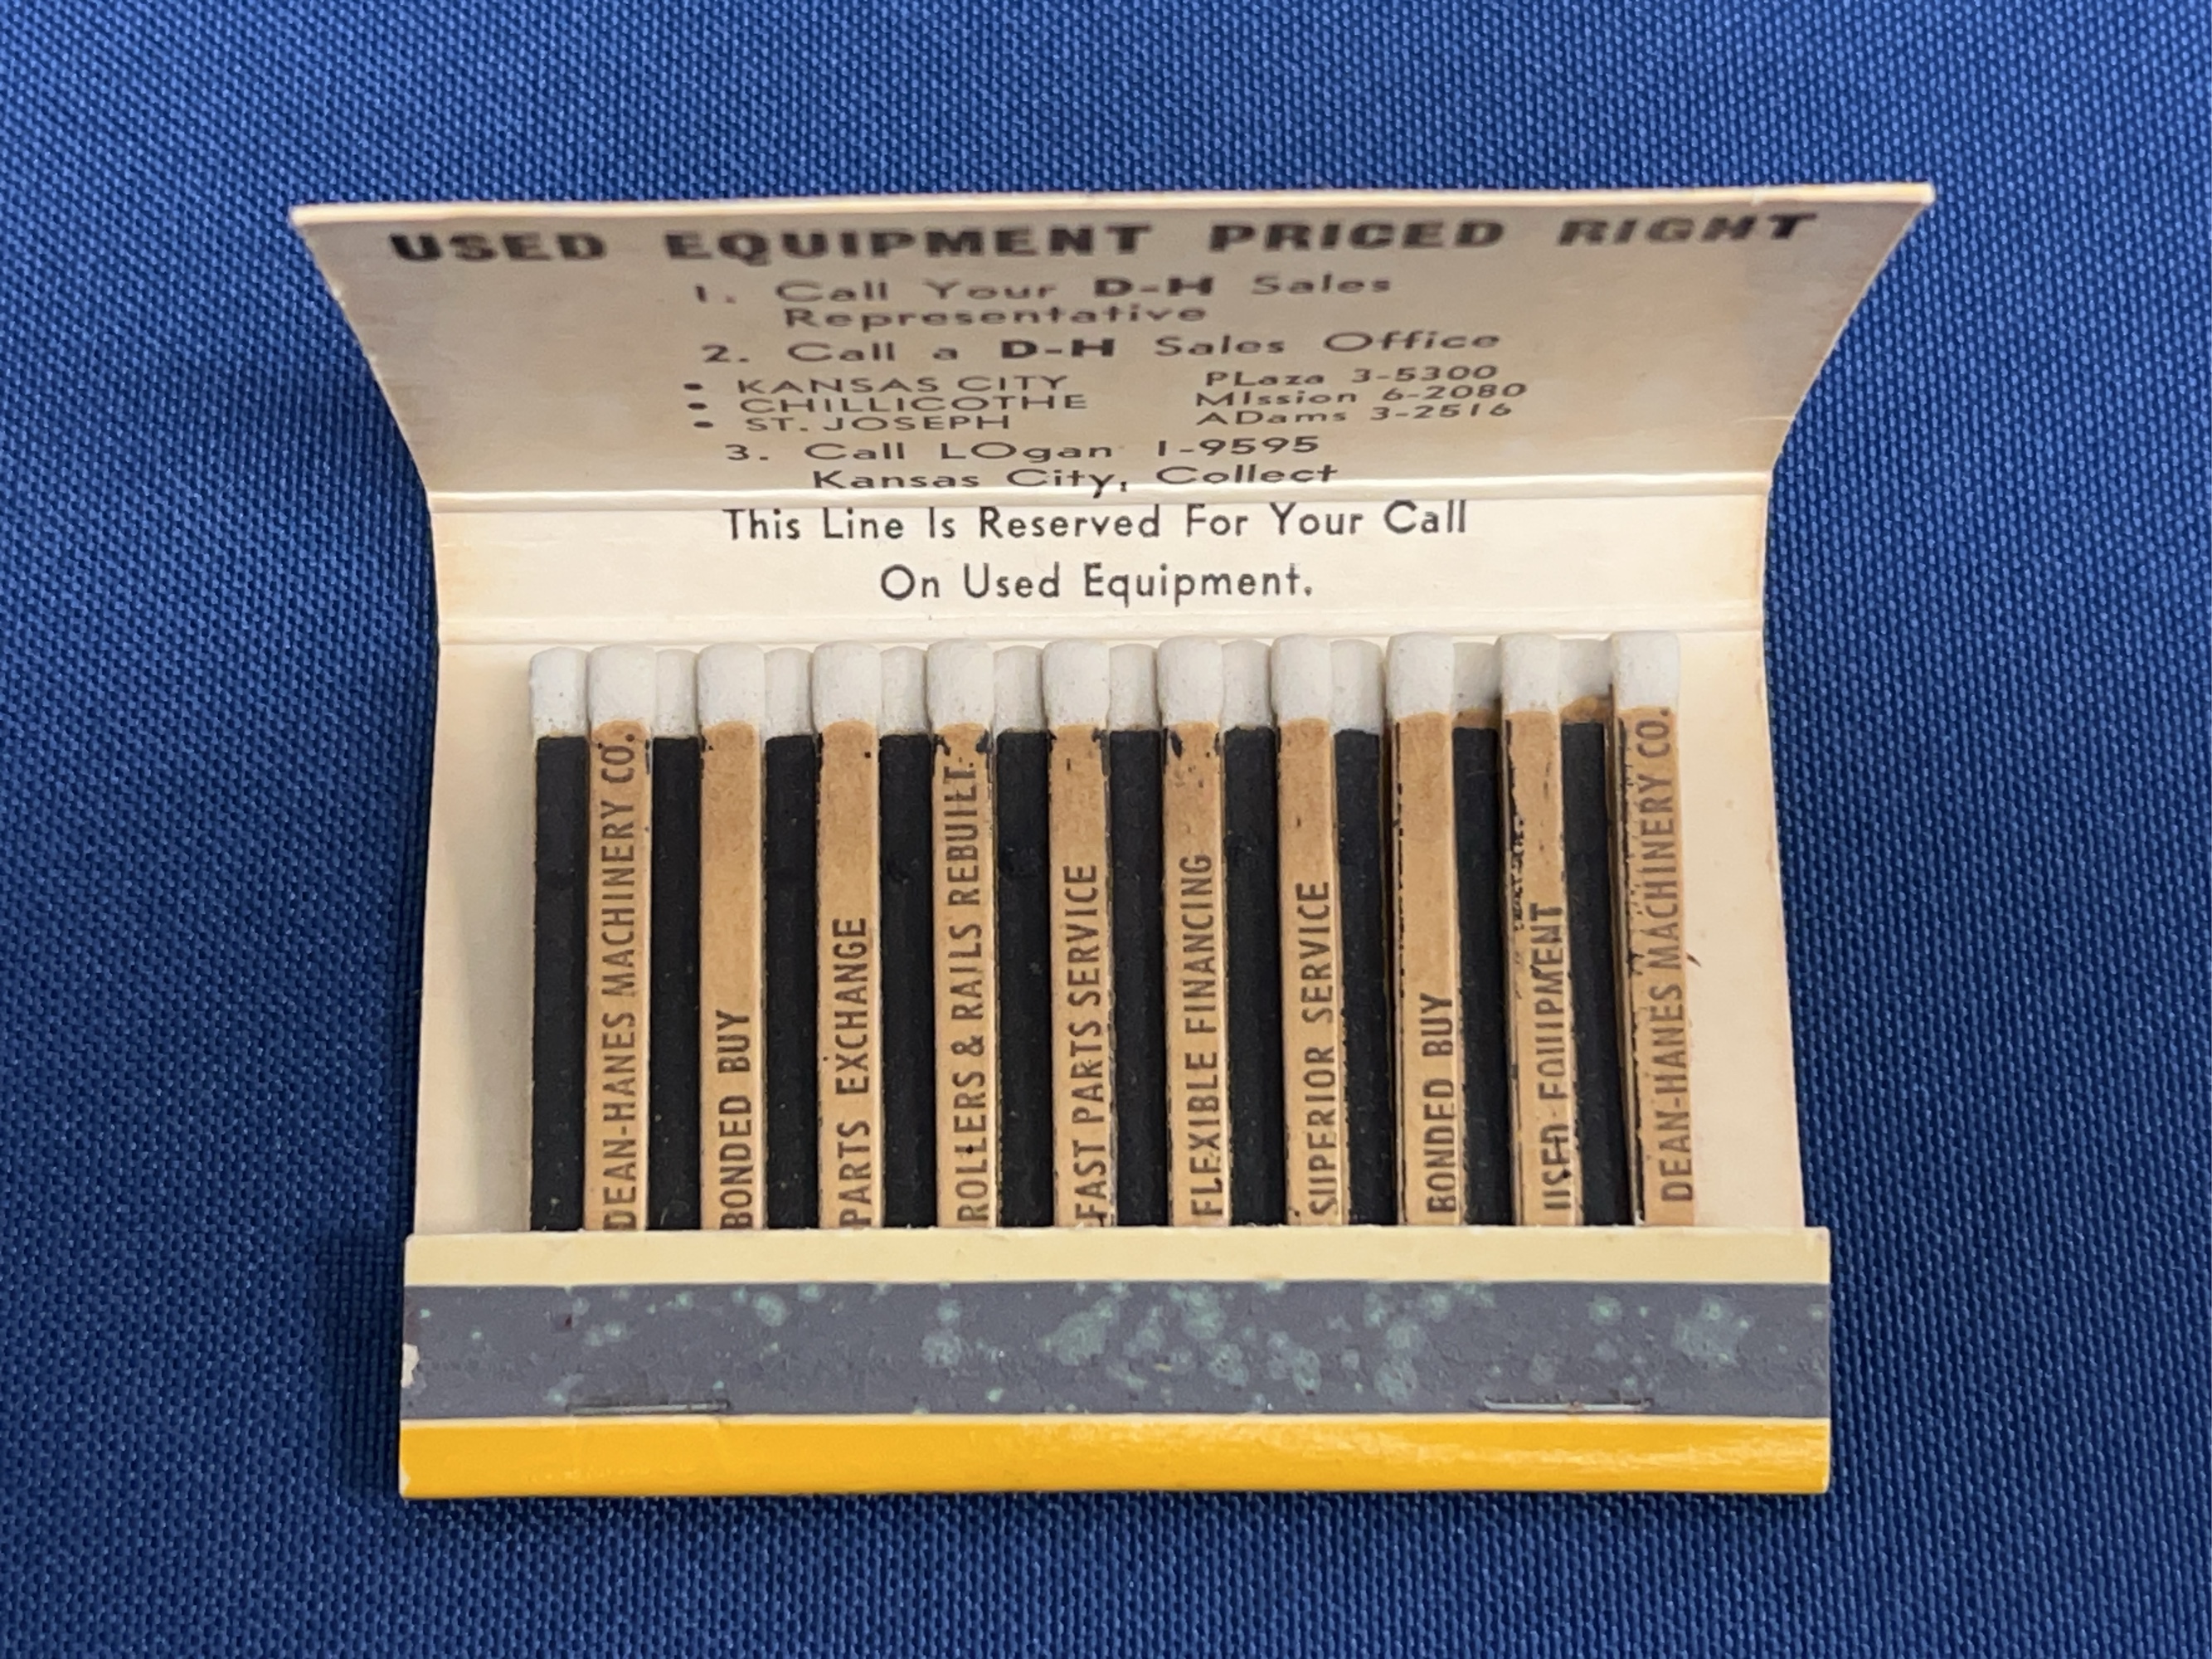 USED EQUIPMENT PRICED RIGHT
1. Call Your D-H Sales
Representative
2. Call a D-H Sales Office
• KANSAS CITY PLaza 3-5300
• CHILLICOTHE MIssion 6-2080
• ST. JOSEPH ADams 3-2516
3. Call LOgan 1-9595
Kansas City, Collect
This Line Is Reserved For Your Call
On Used Equipment.
DEAN-HANES MACHINERY CO.
BONDED BUY
PARTS EXCHANGE
ROLLERS & RAILS REBUILT
FAST PARTS SERVICE
FLEXIBLE FINANCING
SUPERIOR SERVICE
BONDED BUY
USED EQUIPMENT
DEAN-HANES MACHINERY CO.